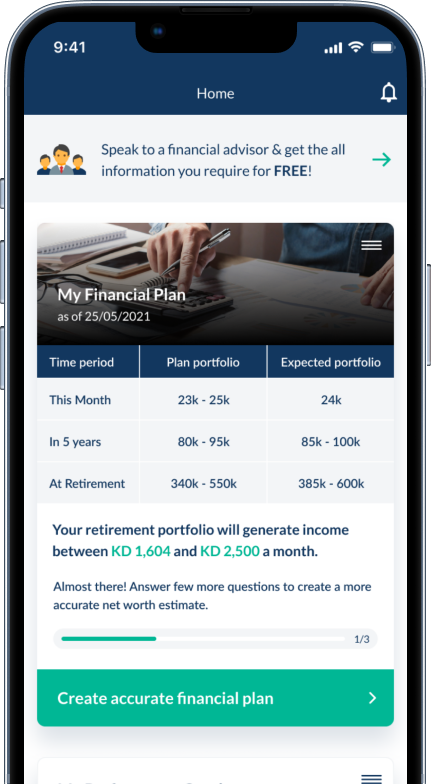 9:41
Home
Speak to a financial advisor & get the all
information you require for FREE!
My Financial Plan
as of 25/05/2021
Time period Plan portfolio Expected portfolio
This Month 23k - 25k 24k
In 5 years 80k - 95k 85k - 100k
At Retirement 340k - 550k 385k - 600k
Your retirement portfolio will generate income
between KD 1,604 and KD 2,500 a month.
Almost there! Answer few more questions to create a more
accurate net worth estimate.
1/3
Create accurate financial plan